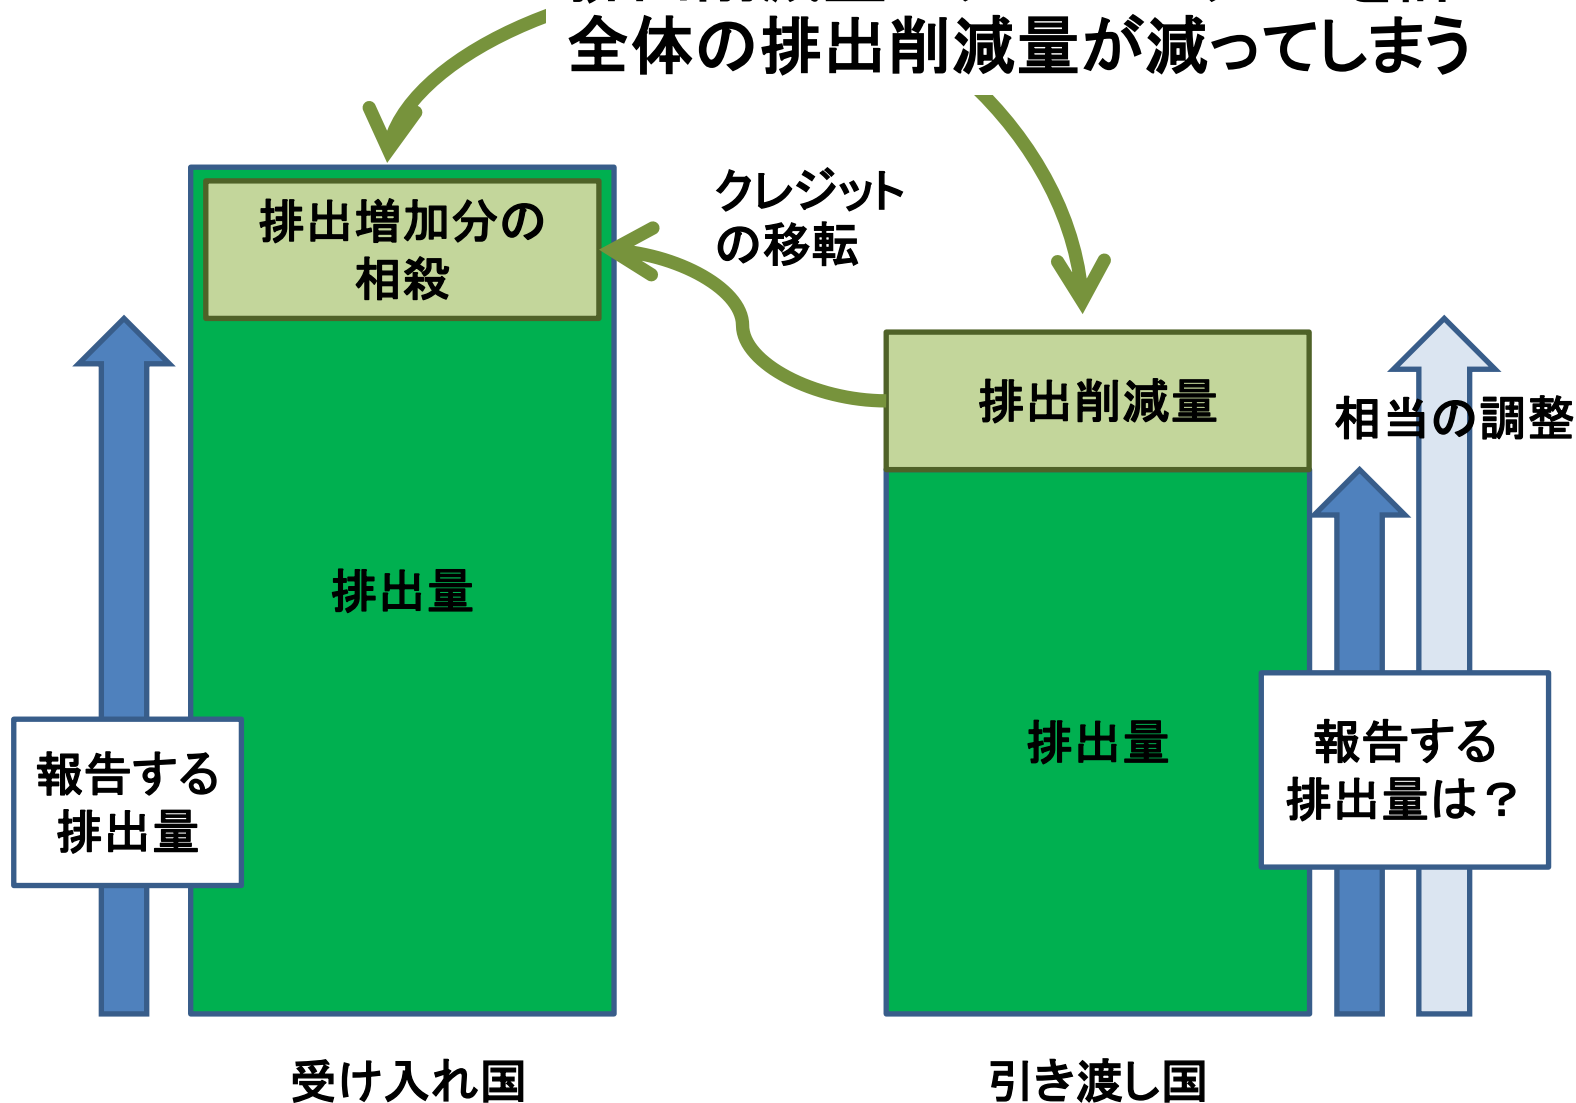 全体の排出削減量が減ってしまう
クレジット
の移転
排出増加分の
相殺
排出削減量
相当の調整
排出量
排出量
報告する
排出量
報告する
排出量は？
受け入れ国
引き渡し国